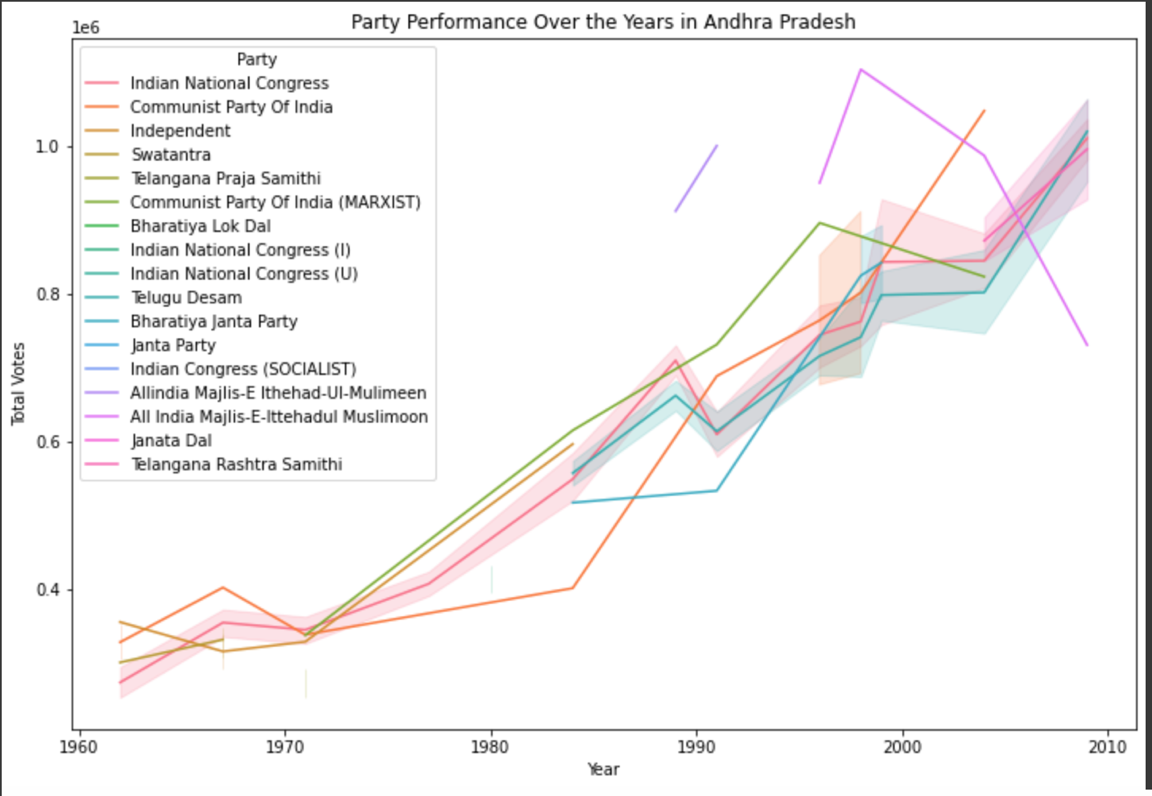 Party Performance Over the Years in Andhra Pradesh
1e6
Party
Indian National Congress
Communist Party Of India
Independent
Swatantra
Telangana Praja Samithi
Communist Party Of India (MARXIST)
Bharatiya Lok Dal
Indian National Congress (I)
Indian National Congress (U)
Telugu Desam
Bharatiya Janta Party
Janta Party
Indian Congress (SOCIALIST)
Allindia Majlis-E Ithehad-Ul-Mulimeen
All India Majlis-E-Ittehadul Muslimoon
Janata Dal
Telangana Rashtra Samithi
1.0
0.8
0.6
0.4
Total Votes
1960 1970 1980 1990 2000 2010
Year